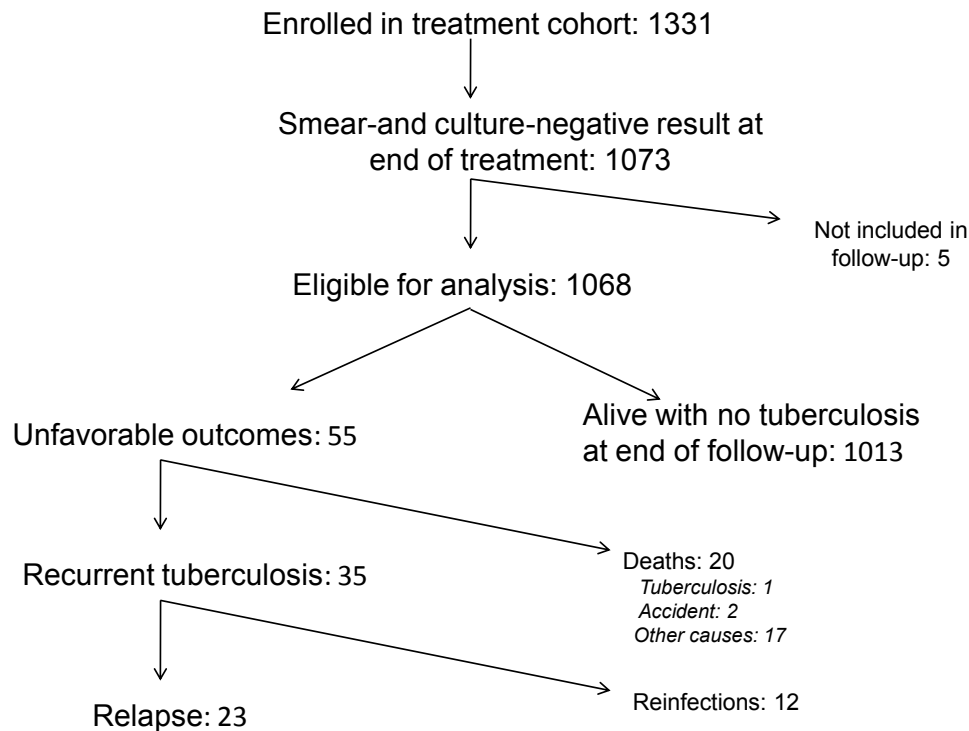 Enrolled in treatment cohort: 1331
Smear-and culture-negative result at
end of treatment: 1073
Not included in
follow-up: 5
Eligible for analysis: 1068
Unfavorable outcomes: 55
Alive with no tuberculosis
at end of follow-up: 1013
Recurrent tuberculosis: 35
Deaths: 20
Tuberculosis: 1
Accident: 2
Other causes: 17
Relapse: 23
Reinfections: 12